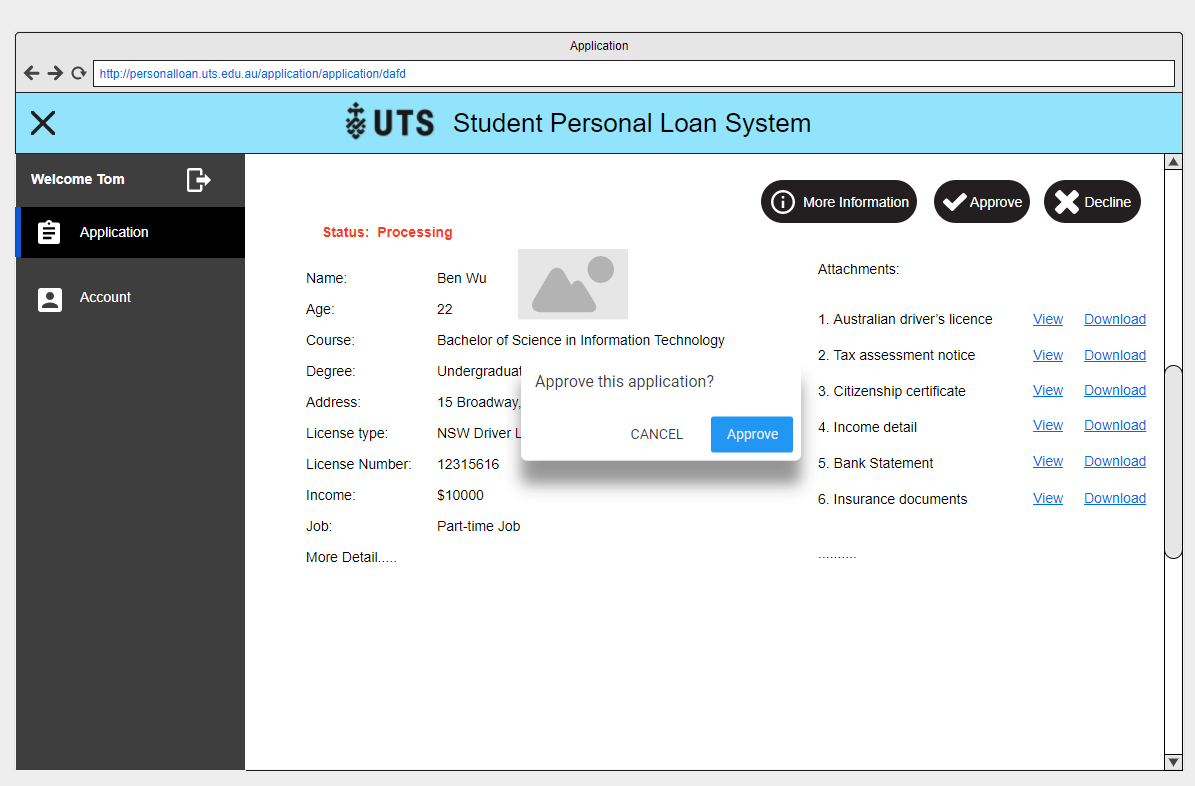 Application
http://personalloan.uts.edu.au/application/application/dafd
UTS Student Personal Loan System
Welcome Tom
Application
Account
More Information
Approve
Decline
Status: Processing
Name: Ben Wu
Age: 22
Course: Bachelor of Science in Information Technology
Degree:
Address: 15 Broadway,
License type: NSW Driver
License Number: 12315616
Income: $10000
Job: Part-time Job
More Detail.....
Approve this application?
CANCEL
Approve
Attachments:
1. Australian driver’s licence View Download
2. Tax assessment notice View Download
3. Citizenship certificate View Download
4. Income detail View Download
5. Bank Statement View Download
6. Insurance documents View Download
..........